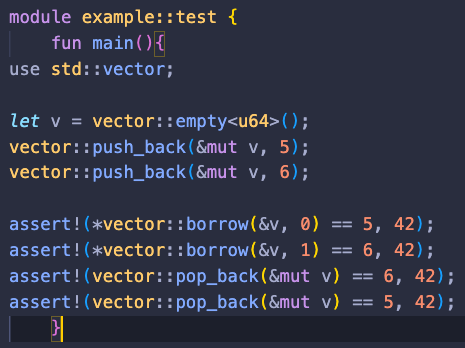 module example::test {
    fun main(){
use std::vector;

let v = vector::empty<u64>();
vector::push_back(&mut v, 5);
vector::push_back(&mut v, 6);

assert!(*vector::borrow(&v, 0) == 5, 42);
assert!(*vector::borrow(&v, 1) == 6, 42);
assert!(vector::pop_back(&mut v) == 6, 42);
assert!(vector::pop_back(&mut v) == 5, 42);
    }